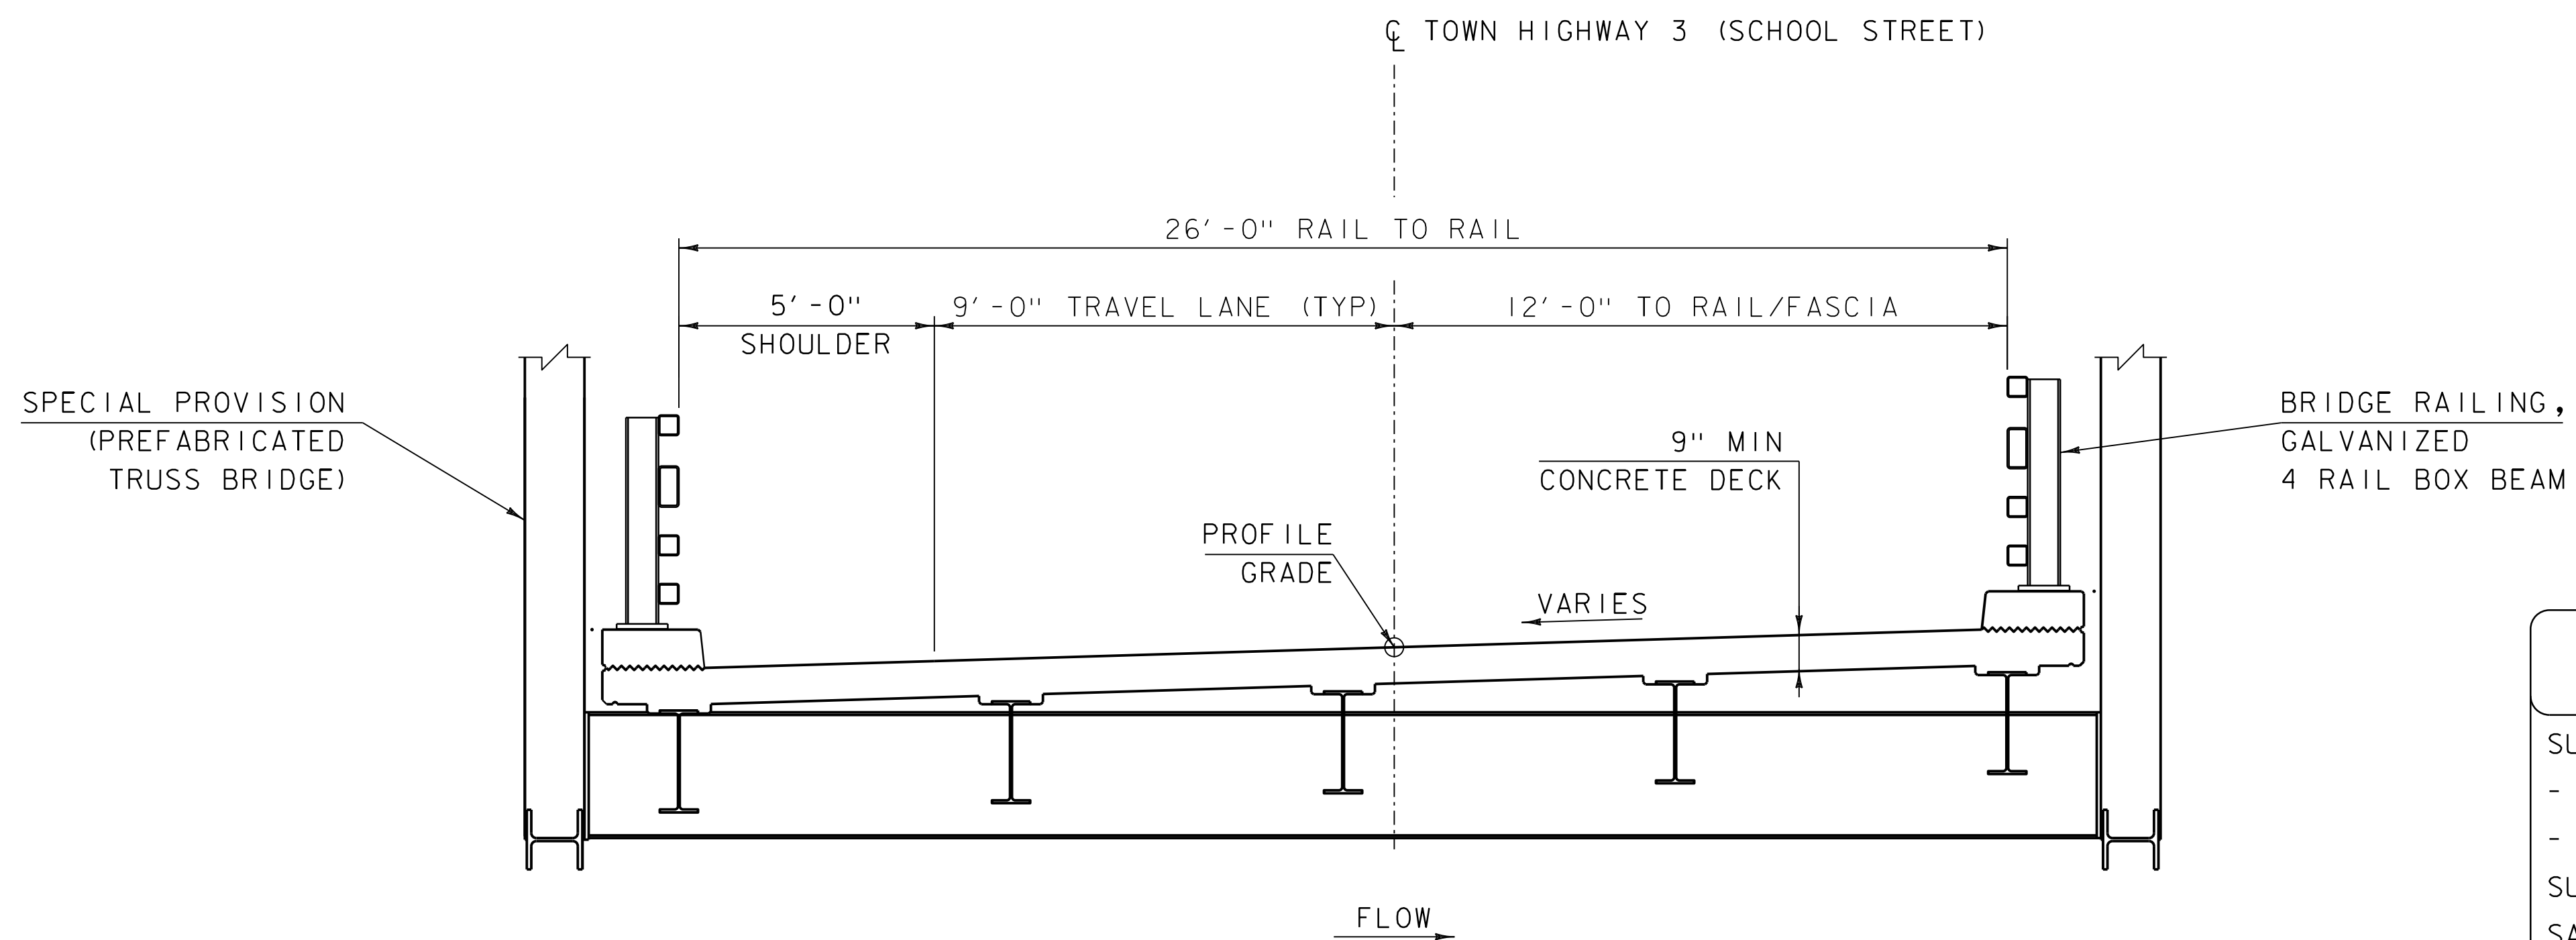 ℄ TOWN HIGHWAY 3 (SCHOOL STREET)
26'-0" RAIL TO RAIL
5'-0"
SHOULDER
9'-0" TRAVEL LANE (TYP)
12'-0" TO RAIL/FASCIA
SPECIAL PROVISION
(PREFABRICATED
TRUSS BRIDGE)
BRIDGE RAILING,
GALVANIZED
4 RAIL BOX BEAM
9" MIN
CONCRETE DECK
PROFILE
GRADE
VARIES
FLOW